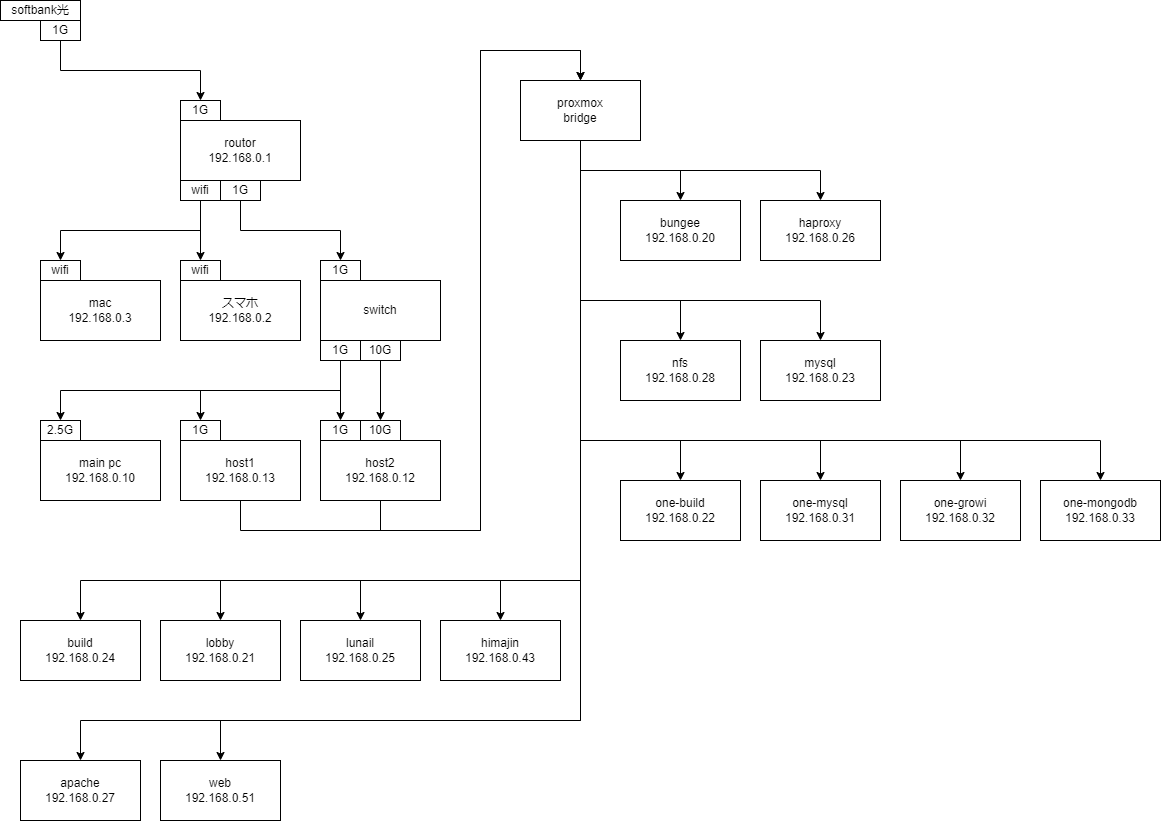 softbank光
1G
1G
routor
192.168.0.1
wifi
1G
wifi
mac
192.168.0.3
wifi
スマホ
192.168.0.2
1G
switch
1G
10G
2.5G
main pc
192.168.0.10
1G
host1
192.168.0.13
1G
10G
host2
192.168.0.12
proxmox
bridge
bungee
192.168.0.20
haproxy
192.168.0.26
nfs
192.168.0.28
mysql
192.168.0.23
one-build
192.168.0.22
one-mysql
192.168.0.31
one-growi
192.168.0.32
one-mongodb
192.168.0.33
build
192.168.0.24
lobby
192.168.0.21
lunail
192.168.0.25
himajin
192.168.0.43
apache
192.168.0.27
web
192.168.0.51